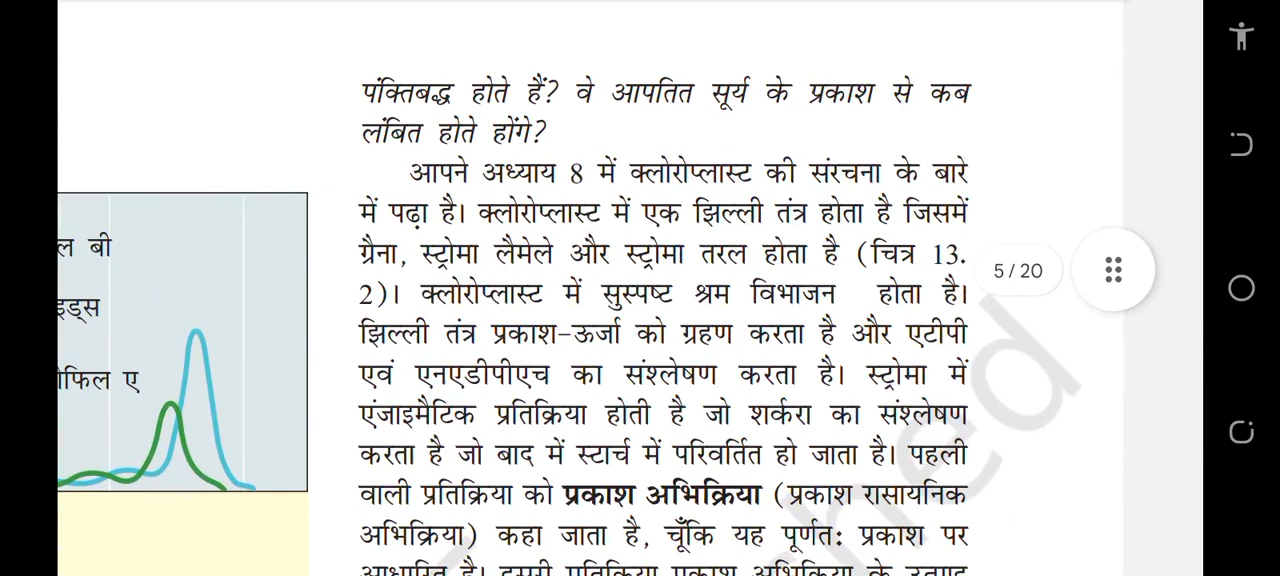 पंक्तिबद्ध होते हैं? वे आपतित सूर्य के प्रकाश से कब
लंबित होते होंगे?
आपने अध्याय 8 में क्लोरोप्लास्ट की संरचना के बारे
में पढ़ा है। क्लोरोप्लास्ट में एक झिल्ली तंत्र होता है जिसमें
ग्रैना, स्ट्रोमा लैमेले और स्ट्रोमा तरल होता है (चित्र 13.
2)। क्लोरोप्लास्ट में सुस्पष्ट श्रम विभाजन होता है।
झिल्ली तंत्र प्रकाश-ऊर्जा को ग्रहण करता है और एटीपी
एवं एनएडीपीएच का संश्लेषण करता है। स्ट्रोमा में
एंजाइमैटिक प्रतिक्रिया होती है जो शर्करा का संश्लेषण
करता है जो बाद में स्टार्च में परिवर्तित हो जाता है। पहली
वाली प्रतिक्रिया को प्रकाश अभिक्रिया (प्रकाश रासायनिक
अभिक्रिया) कहा जाता है, चूँकि यह पूर्णत: प्रकाश पर
ल बी
इड्स
ोफिल ए
5 / 20
hed